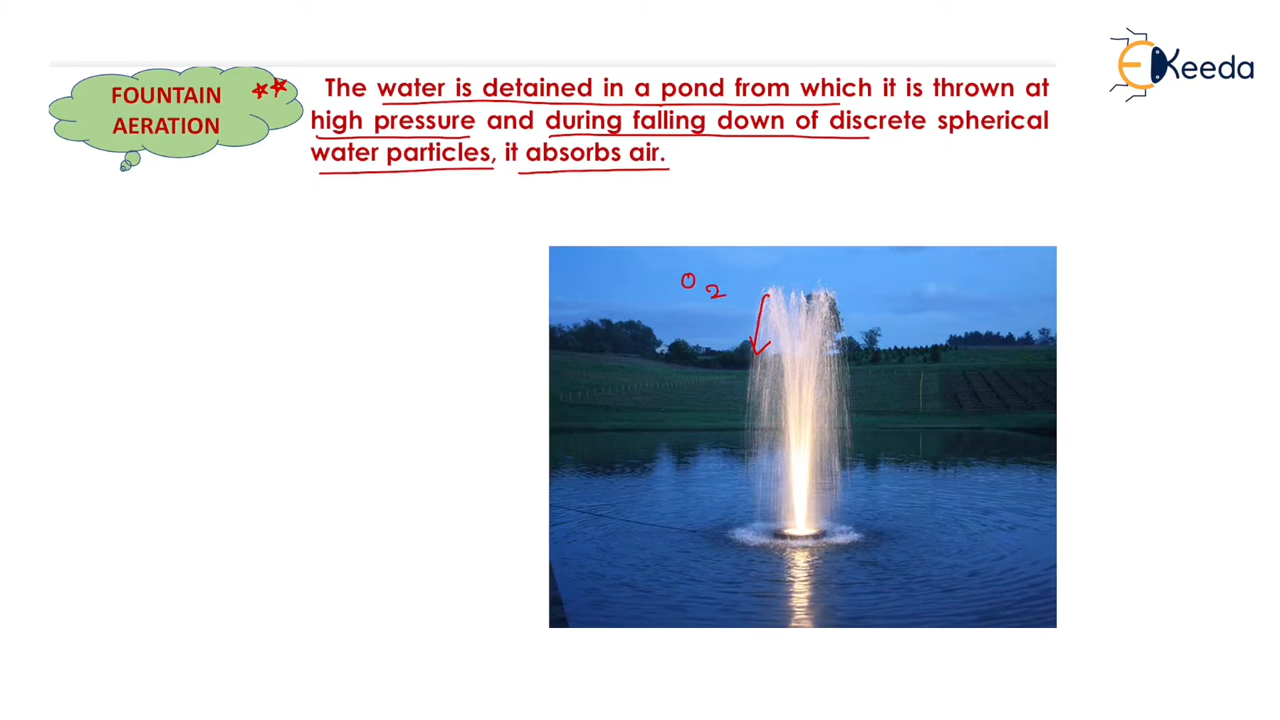 FOUNTAIN
AERATION
The water is detained in a pond from which it is thrown at
high pressure and during falling down of discrete spherical
water particles, it absorbs air.
EKeeda
O2